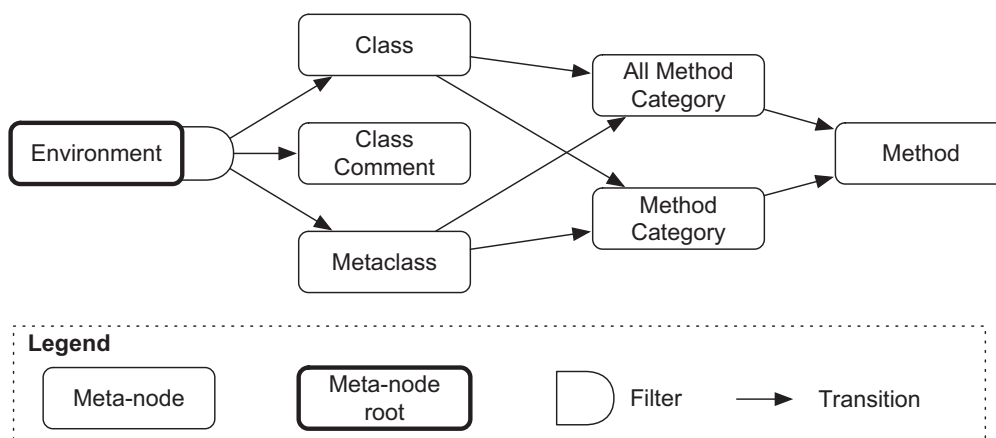 Class
All Method
Category
Environment
Class
Comment
Method
Method
Category
Metaclass
Legend
Meta-node
Meta-node
root
Filter
Transition